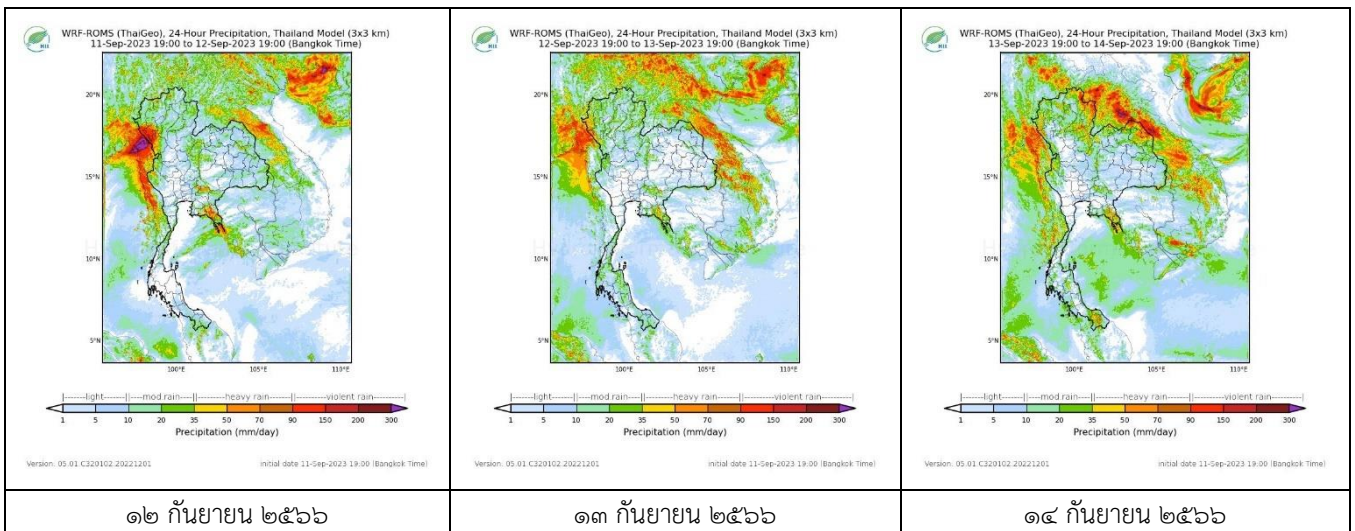 WRF-ROMS (ThaiGeo), 24-Hour Precipitation, Thailand Model (3x3 km)
11-Sep-2023 19:00 to 12-Sep-2023 19:00 (Bangkok Time)
20°N
15°N
10°N
5°N
100°E 105°E 110°E
|-------light-------||----mod.rain-----||-------heavy rain-------||-------violent rain-------|
1 5 10 20 35 50 70 90 150 200 300
Precipitation (mm/day)
Version: 05.01.C320102.20221201 initial date 11-Sep-2023 19:00 (Bangkok Time)
๑๒ กันยายน ๒๕๖๖
WRF-ROMS (ThaiGeo), 24-Hour Precipitation, Thailand Model (3x3 km)
12-Sep-2023 19:00 to 13-Sep-2023 19:00 (Bangkok Time)
20°N
15°N
10°N
5°N
100°E 105°E 110°E
|-------light-------||----mod.rain-----||-------heavy rain-------||-------violent rain-------|
1 5 10 20 35 50 70 90 150 200 300
Precipitation (mm/day)
Version: 05.01.C320102.20221201 initial date 11-Sep-2023 19:00 (Bangkok Time)
๑๓ กันยายน ๒๕๖๖
WRF-ROMS (ThaiGeo), 24-Hour Precipitation, Thailand Model (3x3 km)
13-Sep-2023 19:00 to 14-Sep-2023 19:00 (Bangkok Time)
20°N
15°N
10°N
5°N
100°E 105°E 110°E
|-------light-------||----mod.rain-----||-------heavy rain-------||-------violent rain-------|
1 5 10 20 35 50 70 90 150 200 300
Precipitation (mm/day)
Version: 05.01.C320102.20221201 initial date 11-Sep-2023 19:00 (Bangkok Time)
๑๔ กันยายน ๒๕๖๖